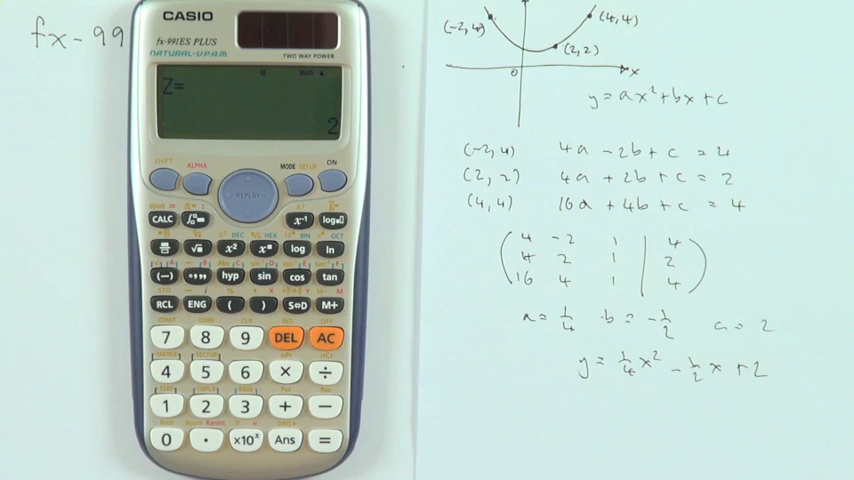 fx-99
CASIO
fx-991ES PLUS
NATURAL-V.P.A.M.
TWO WAY POWER
Math ▲
Z=
2
SHIFT ALPHA MODE SETUP ON
REPLAY
CALC x⁻¹ log
√ x² log ln
(−) hyp sin cos tan
RCL ENG ( ) S⇔D M+
7 8 9 DEL AC
4 5 6 × ÷
1 2 3 + −
0 . ×10ˣ Ans =
(-2,4) (4,4)
(2,2)
0 x
y = ax²+bx+c
(-2,4) 4a -2b+c = 4
(2,2) 4a +2b+c = 2
(4,4) 16a +4b+c = 4
4 -2 1 4
4 2 1 2
16 4 1 4
a = 1/4 b = -1/2 c = 2
y = 1/4 x² - 1/2 x + 2